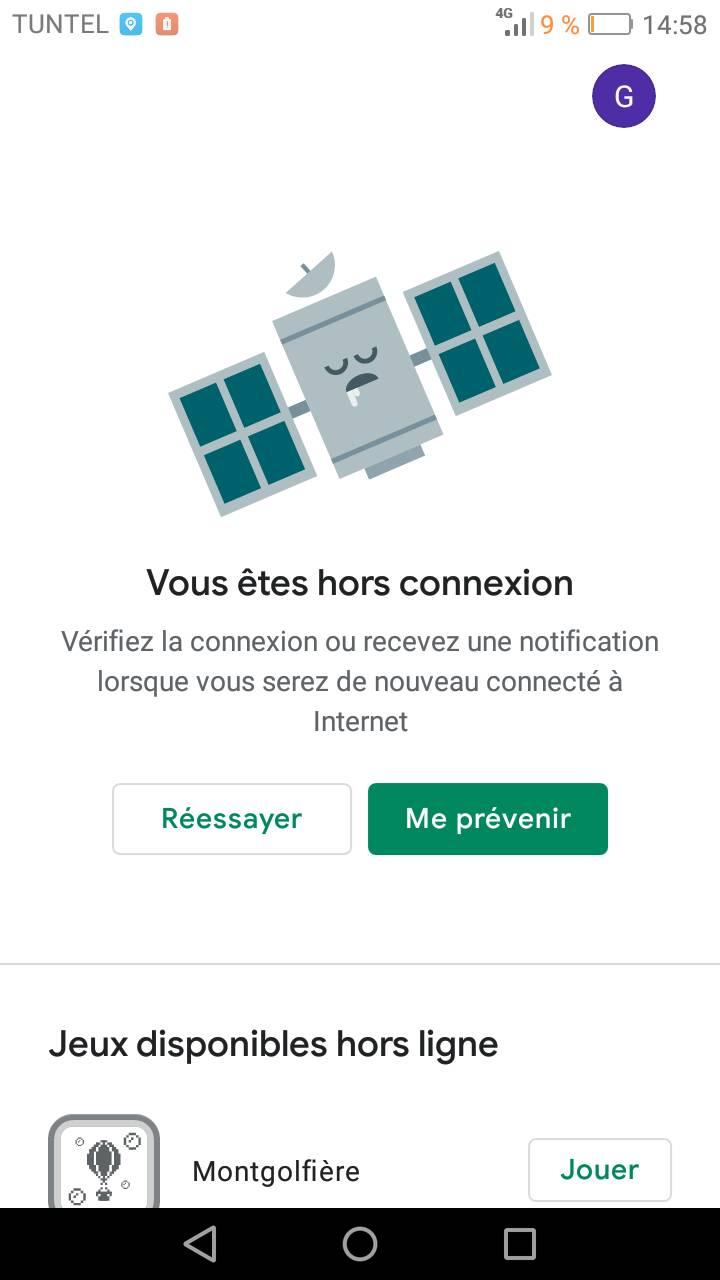 TUNTEL 4G 9 % 14:58
G
Vous êtes hors connexion
Vérifiez la connexion ou recevez une notification
lorsque vous serez de nouveau connecté à
Internet
Réessayer Me prévenir
Jeux disponibles hors ligne
Montgolfière Jouer